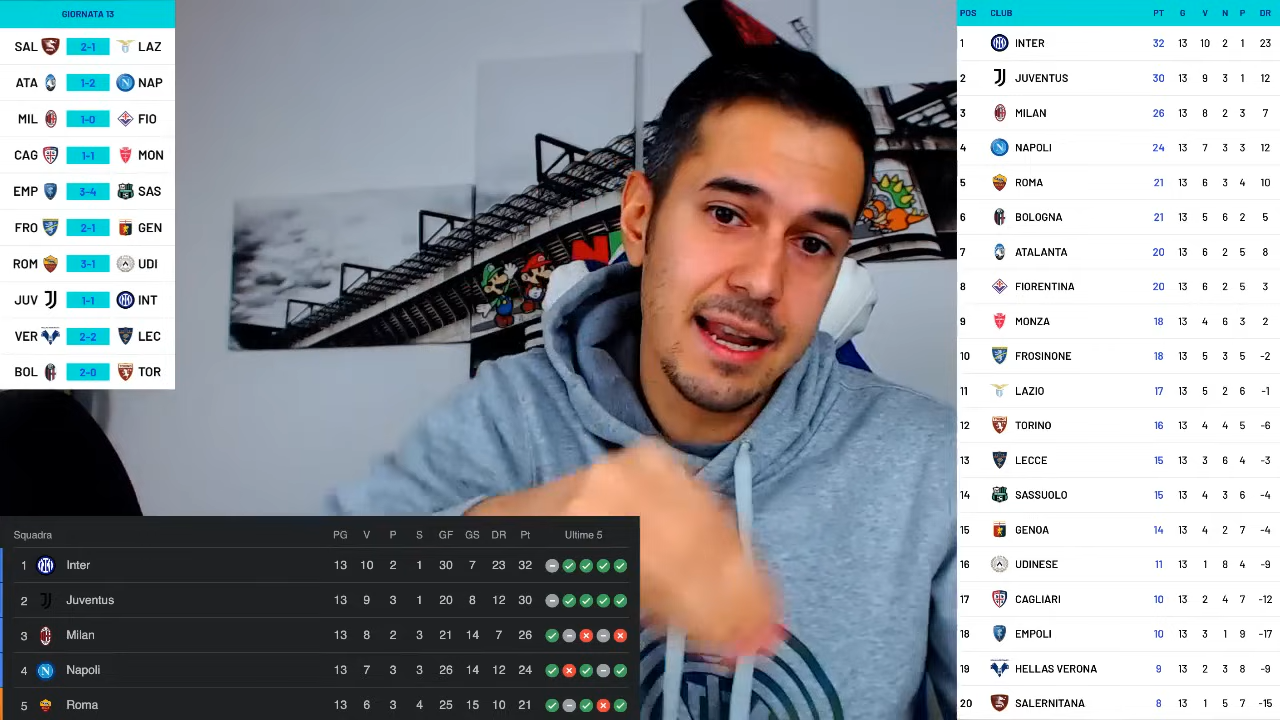 GIORNATA 13
SAL 2-1 LAZ
ATA 1-2 NAP
MIL 1-0 FIO
CAG 1-1 MON
EMP 3-4 SAS
FRO 2-1 GEN
ROM 3-1 UDI
JUV 1-1 INT
VER 2-2 LEC
BOL 2-0 TOR
POS CLUB PT G V N P DR
1 INTER 32 13 10 2 1 23
2 JUVENTUS 30 13 9 3 1 12
3 MILAN 26 13 8 2 3 7
4 NAPOLI 24 13 7 3 3 12
5 ROMA 21 13 6 3 4 10
6 BOLOGNA 21 13 5 6 2 5
7 ATALANTA 20 13 6 2 5 8
8 FIORENTINA 20 13 6 2 5 3
9 MONZA 18 13 4 6 3 3
10 FROSINONE 18 13 5 3 5 -2
11 LAZIO 17 13 5 2 6 -1
12 TORINO 16 13 4 4 5 -6
13 LECCE 15 13 3 6 4 -3
14 SASSUOLO 15 13 4 3 6 -4
15 GENOA 14 13 4 2 7 -4
16 UDINESE 11 13 1 8 4 -9
17 CAGLIARI 10 13 2 4 7 -12
18 EMPOLI 10 13 3 1 9 -17
19 HELLAS VERONA 9 13 2 3 8 -8
20 SALERNITANA 8 13 1 5 7 -15
Squadra PG V P S GF GS DR Pt Ultime 5
1 Inter 13 10 2 1 30 7 23 32
2 Juventus 13 9 3 1 20 8 12 30
3 Milan 13 8 2 3 21 14 7 26
4 Napoli 13 7 3 3 26 14 12 24
5 Roma 13 6 3 4 25 15 10 21